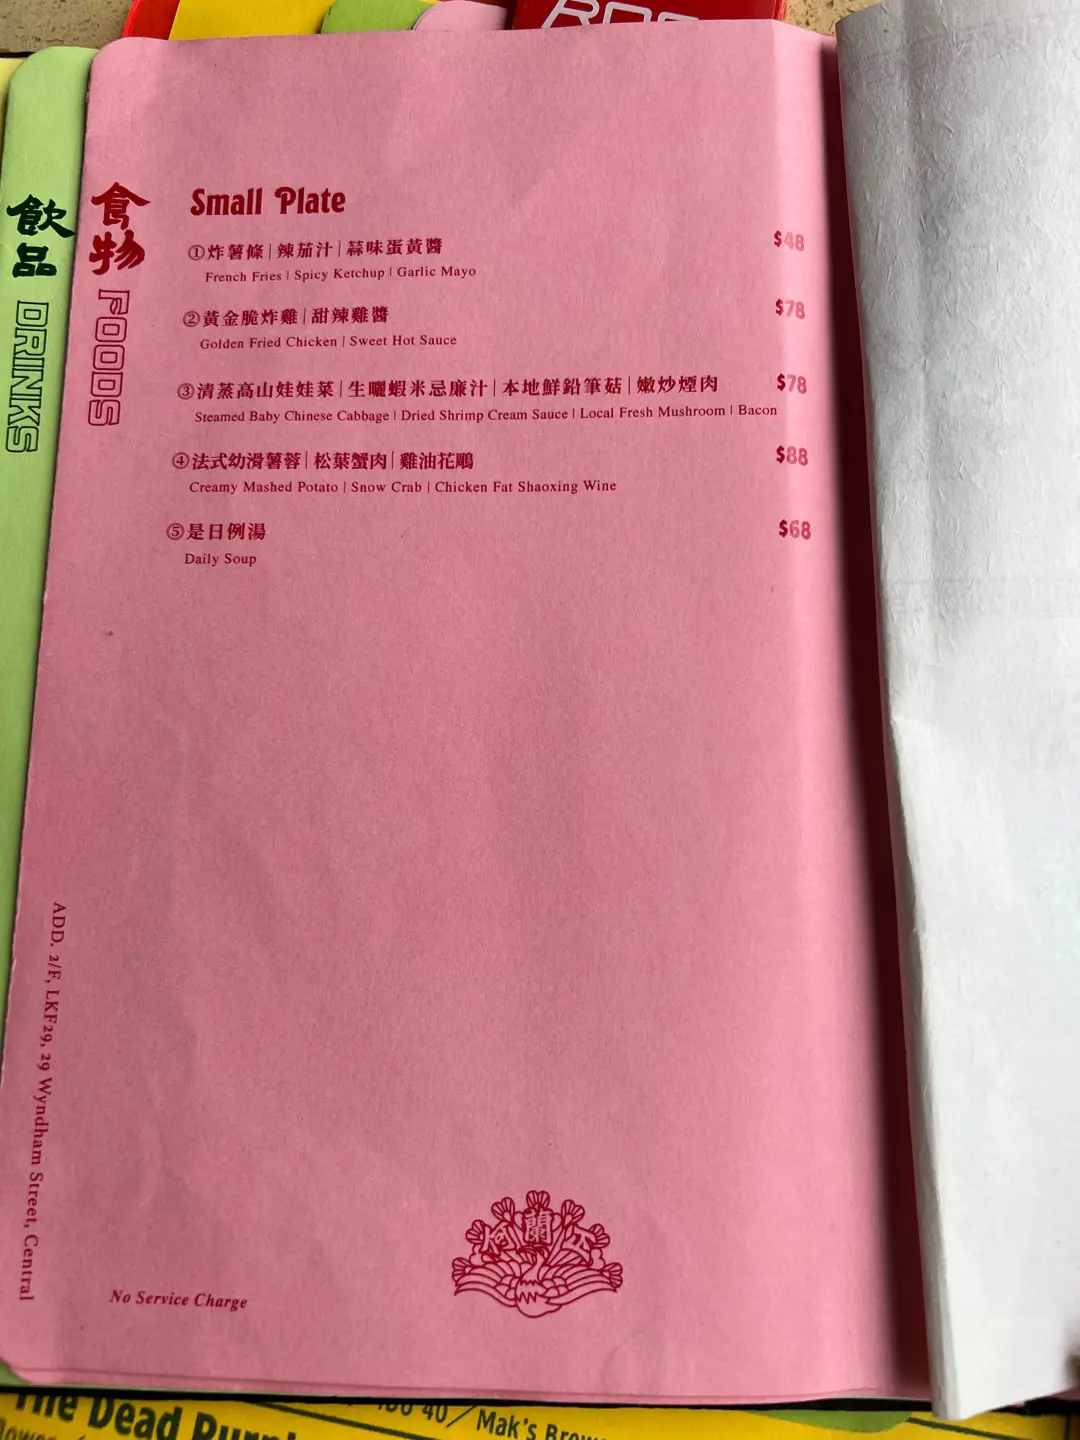 食物
FOODS
飲品
DRINKS
Small Plate
①炸薯條|辣茄汁|蒜味蛋黃醬 $48
French Fries | Spicy Ketchup | Garlic Mayo
②黃金脆炸雞|甜辣雞醬 $78
Golden Fried Chicken | Sweet Hot Sauce
③清蒸高山娃娃菜|生曬蝦米忌廉汁|本地鮮鉛筆菇|嫩炒煙肉 $78
Steamed Baby Chinese Cabbage | Dried Shrimp Cream Sauce | Local Fresh Mushroom | Bacon
④法式幼滑薯蓉|松葉蟹肉|雞油花鵰 $88
Creamy Mashed Potato | Snow Crab | Chicken Fat Shaoxing Wine
⑤是日例湯 $68
Daily Soup
ADD. 2/F, LKF29, 29 Wyndham Street, Central
No Service Charge
蘭
The Dead
40 / Mak's